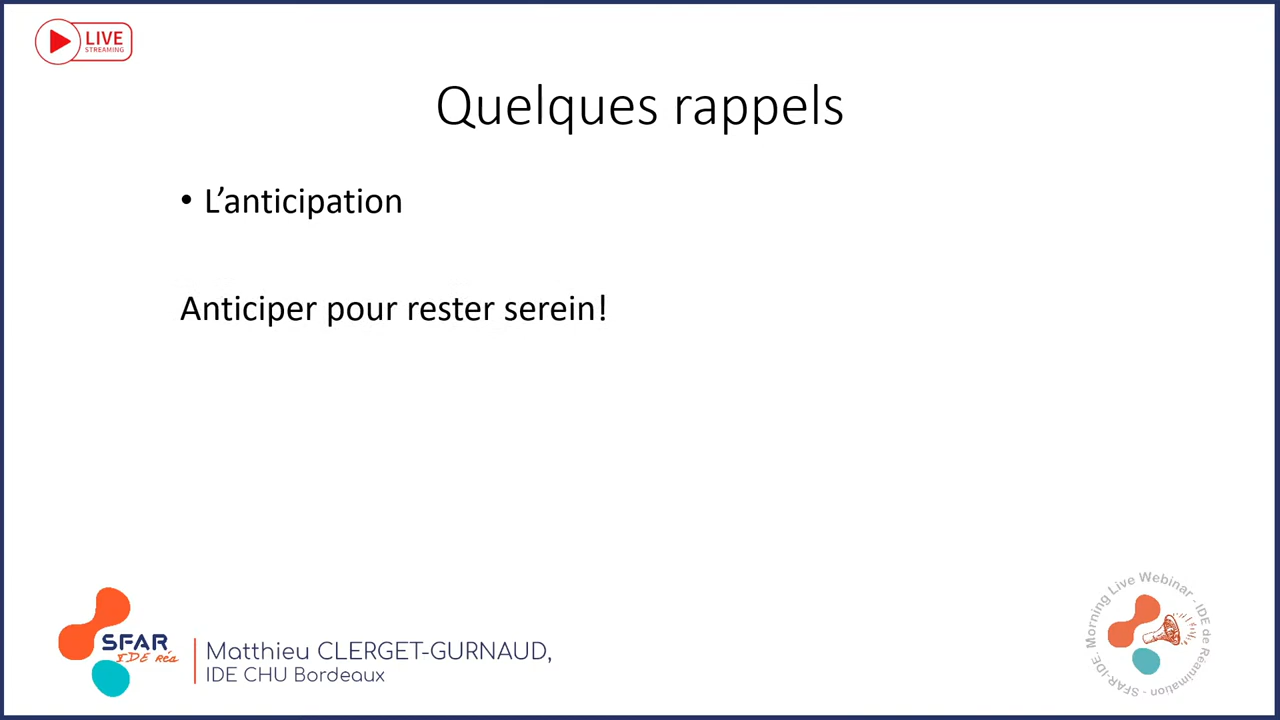 LIVE
STREAMING
Quelques rappels
• L’anticipation
Anticiper pour rester serein!
SFAR
IDE Réa
Matthieu CLERGET-GURNAUD,
IDE CHU Bordeaux
SFAR-IDE. Morning Live Webinar - IDE de Réanimation -